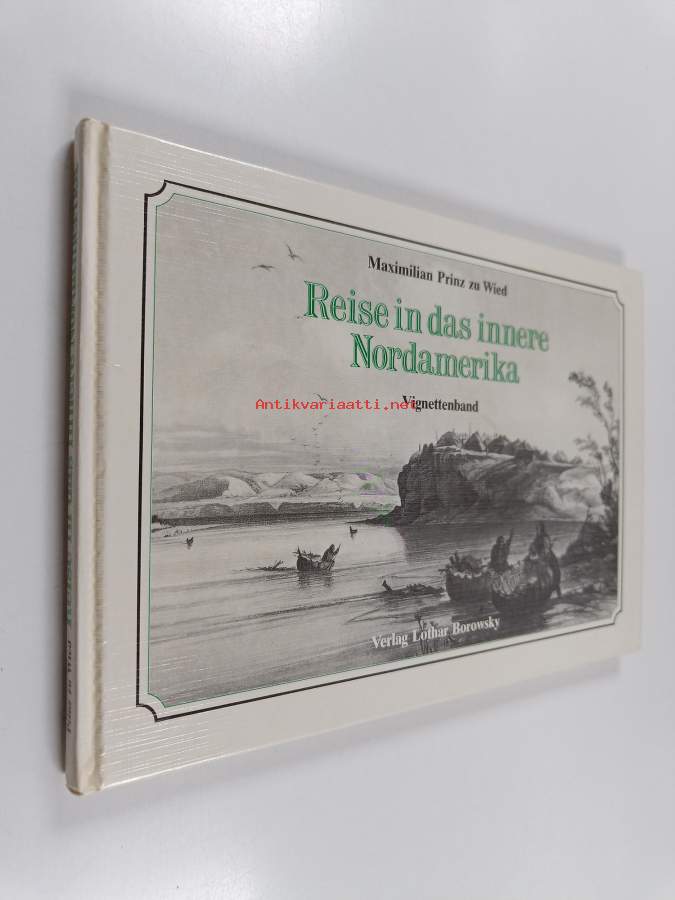 Maximilian Prinz zu Wied
Reise in das innere
Nordamerika
Antikvariaatti.net
Vignettenband
Verlag Lothar Borowsky